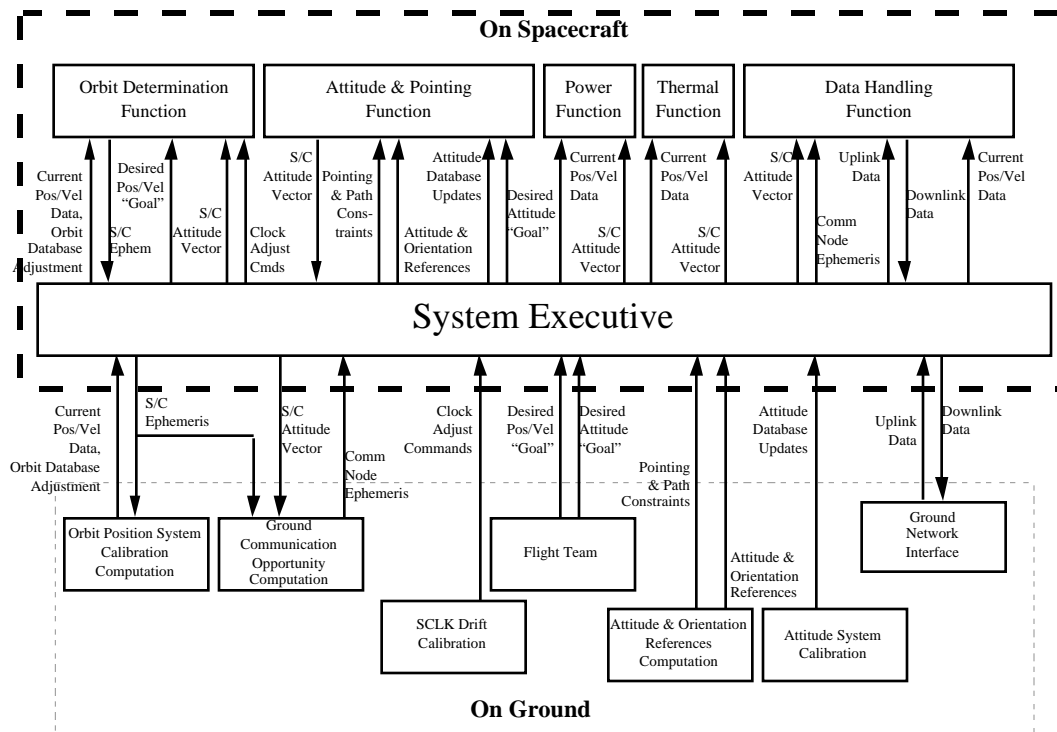 On Spacecraft
Orbit Determination
Function
Attitude & Pointing
Function
Power
Function
Thermal
Function
Data Handling
Function
Current
Pos/Vel
Data,
Orbit
Database
Adjustment
S/C
Ephem
Desired
Pos/Vel
“Goal”
S/C
Attitude
Vector
Clock
Adjust
Cmds
S/C
Attitude
Vector
Pointing
& Path
Cons-
traints
Attitude &
Orientation
References
Attitude
Database
Updates
Desired
Attitude
“Goal”
Current
Pos/Vel
Data
S/C
Attitude
Vector
Current
Pos/Vel
Data
S/C
Attitude
Vector
S/C
Attitude
Vector
Comm
Node
Ephemeris
Uplink
Data
Downlink
Data
Current
Pos/Vel
Data
System Executive
Current
Pos/Vel
Data,
Orbit Database
Adjustment
S/C
Ephemeris
S/C
Attitude
Vector
Comm
Node
Ephemeris
Clock
Adjust
Commands
Desired
Pos/Vel
“Goal”
Desired
Attitude
“Goal”
Pointing
& Path
Constraints
Attitude &
Orientation
References
Attitude
Database
Updates
Uplink
Data
Downlink
Data
Orbit Position System
Calibration
Computation
Ground
Communication
Opportunity
Computation
Flight Team
Ground
Network
Interface
SCLK Drift
Calibration
Attitude & Orientation
References
Computation
Attitude System
Calibration
On Ground